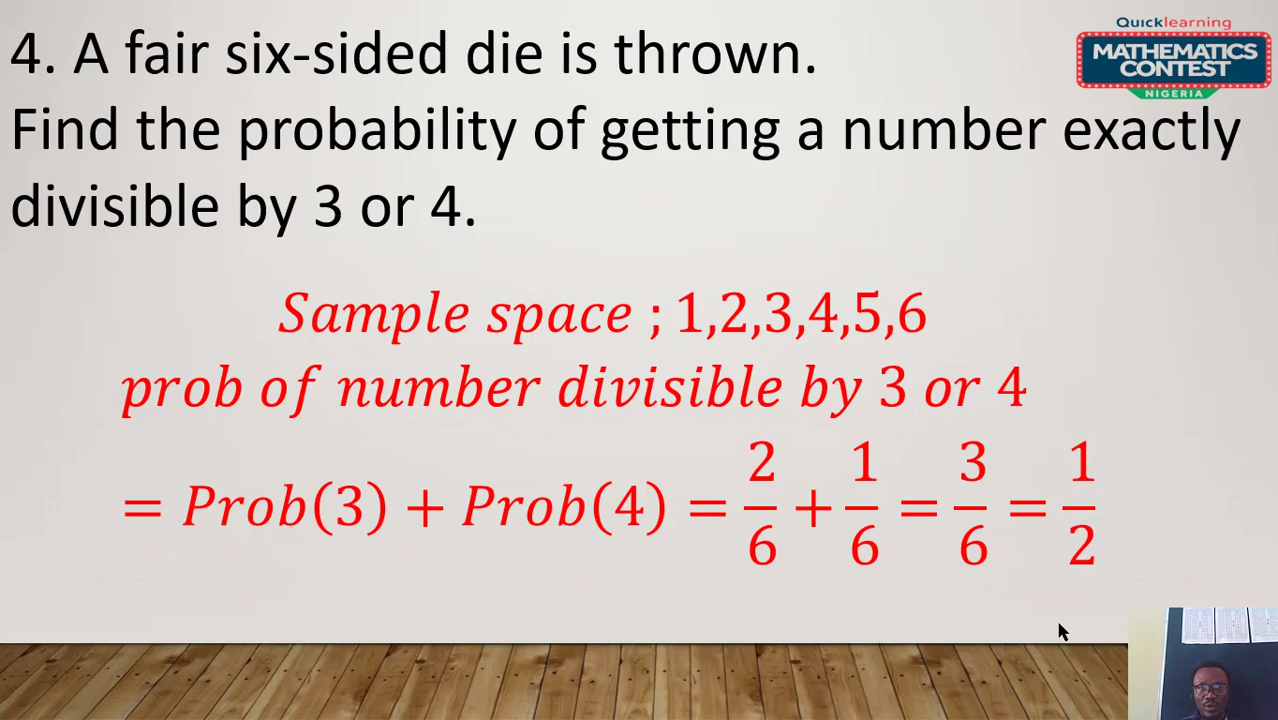 Quicklearning
MATHEMATICS
CONTEST
NIGERIA
4. A fair six-sided die is thrown.
Find the probability of getting a number exactly
divisible by 3 or 4.
Sample space ; 1,2,3,4,5,6
prob of number divisible by 3 or 4
= Prob(3) + Prob(4) = 2/6 + 1/6 = 3/6 = 1/2